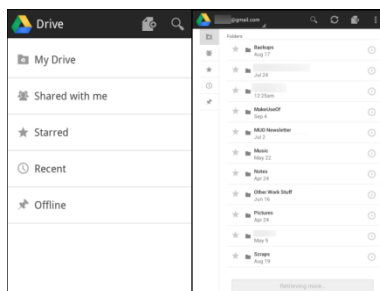 Drive
My Drive
Shared with me
Starred
Recent
Offline
@gmail.com
Folders
Backups
Aug 17
Jul 24
12:25am
MakeUseOf
Sep 4
MUO Newsletter
Jul 2
Music
May 22
Notes
Apr 24
Other Work Stuff
Jun 16
Pictures
Apr 24
May 5
Scraps
Aug 19
Retrieving more...